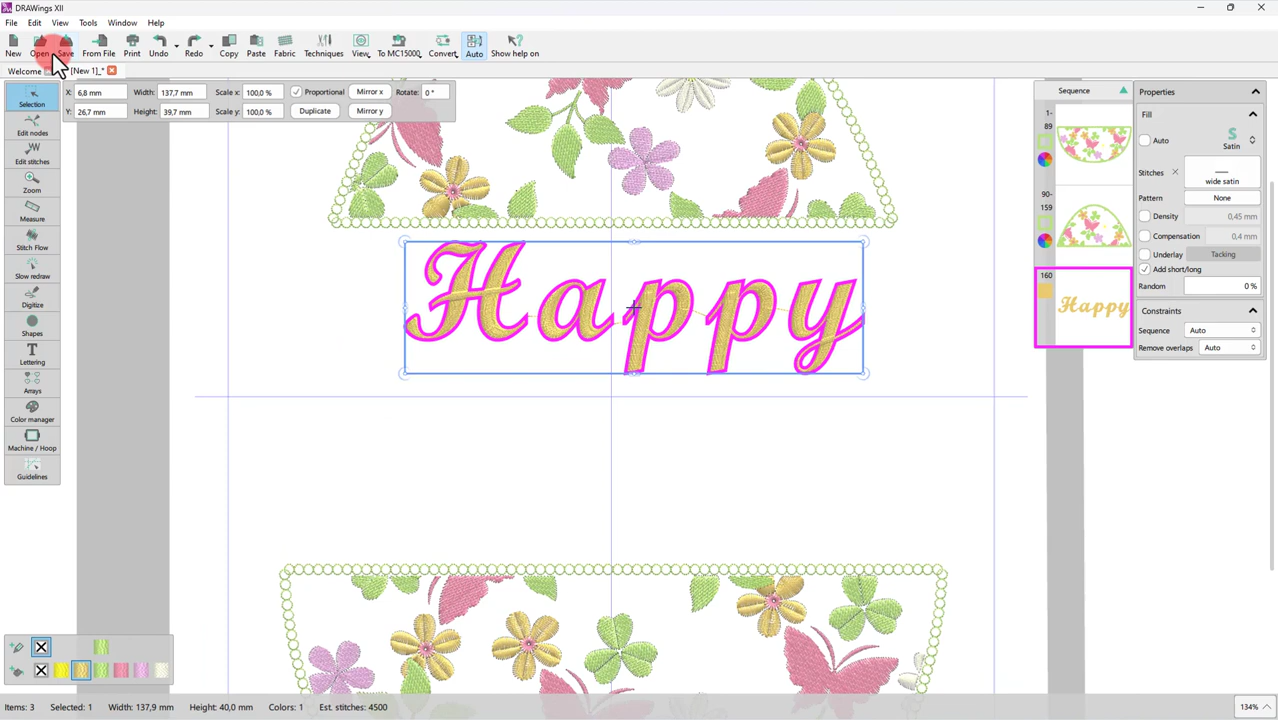 DRAWings XII
File Edit View Tools Window Help
New Open Save From File Print Undo Redo Copy Paste Fabric Techniques View To MC15000 Convert Auto Show help on
Welcome [New 1]_*
X: 6,8 mm Width: 137,7 mm Scale x: 100,0 % Proportional Mirror x Rotate: 0 °
Y: 26,7 mm Height: 39,7 mm Scale y: 100,0 % Duplicate Mirror y
Selection
Edit nodes
Edit stitches
Zoom
Measure
Stitch Flow
Slow redraw
Digitize
Shapes
Lettering
Arrays
Color manager
Machine / Hoop
Guidelines
Happy
Sequence
1-
89
90-
159
160
Happy
Properties
Fill
Auto Satin
Stitches wide satin
Pattern None
Density 0,45 mm
Compensation 0,4 mm
Underlay Tacking
Add short/long
Random 0 %
Constraints
Sequence Auto
Remove overlaps Auto
Items: 3 Selected: 1 Width: 137,9 mm Height: 40,0 mm Colors: 1 Est. stitches: 4500 134%